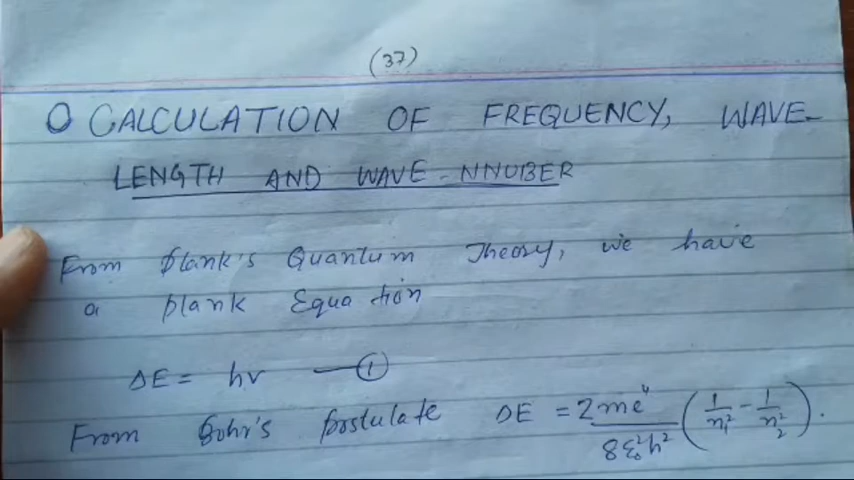 (37)
O CALCULATION OF FREQUENCY, WAVE-
LENGTH AND WAVE-NNUBER
From plank's Quantum Theory, we have
a plank Equation
ΔE = hν —①
From Bohr's postulate ΔE = 2me⁴/8ε₀²h² (1/n₁² - 1/n₂²).